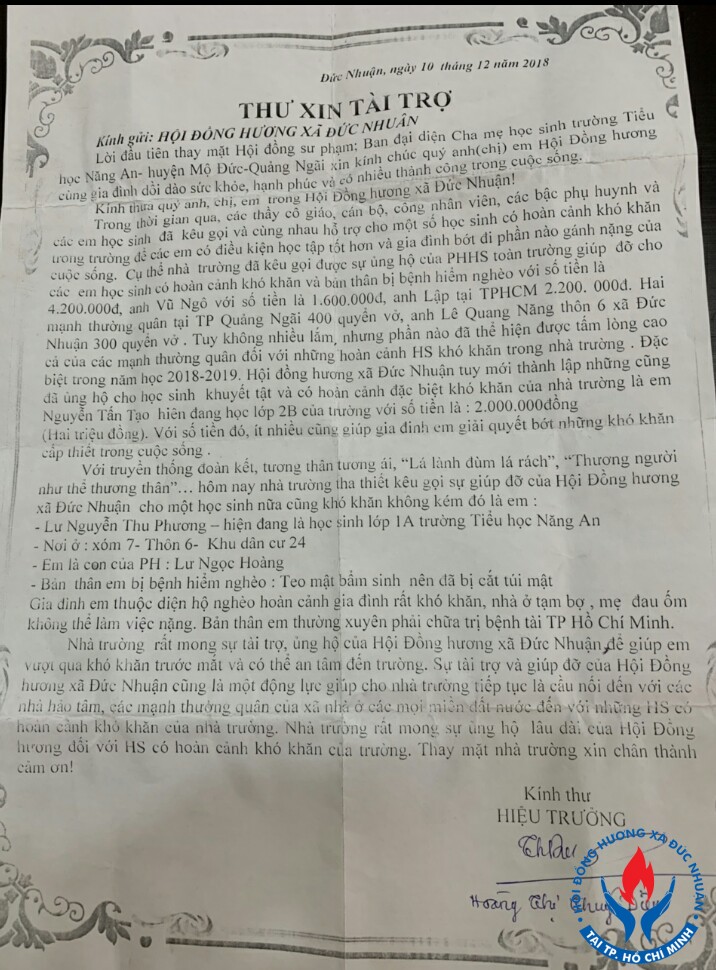 Đức Nhuận, ngày 10 tháng 12 năm 2018
THƯ XIN TÀI TRỢ
Kính gửi: HỘI ĐỒNG HƯƠNG XÃ ĐỨC NHUÂN
Lời đầu tiên thay mặt Hội đồng sư phạm; Ban đại diện Cha mẹ học sinh trường Tiểu
học Năng An- huyện Mộ Đức-Quảng Ngãi xin kính chúc quý anh(chị) em Hội Đồng hương
cùng gia đình dồi dào sức khỏe, hạnh phúc và có nhiều thành công trong cuộc sống.
Kính thưa quý anh, chị, em trong Hội Đồng hương xã Đức Nhuận!
Trong thời gian qua, các thầy cô giáo, cán bộ, công nhân viên, các bậc phụ huynh và
các em học sinh đã kêu gọi và cùng nhau hỗ trợ cho một số học sinh có hoàn cảnh khó khăn
trong trường để các em có điều kiện học tập tốt hơn và gia đình bớt đi phần nào gánh nặng của
cuộc sống. Cụ thể nhà trường đã kêu gọi được sự ủng hộ của PHHS toàn trường giúp đỡ cho
các em học sinh có hoàn cảnh khó khăn và bản thân bị bệnh hiểm nghèo với số tiền là
4.200.000đ, anh Vũ Ngô với số tiền là 1.600.000đ, anh Lập tại TPHCM 2.200. 000đ. Hai
mạnh thường quân tại TP Quảng Ngãi 400 quyển vở, anh Lê Quang Năng thôn 6 xã Đức
Nhuận 300 quyển vở . Tuy không nhiều lắm, nhưng phần nào đã thể hiện được tấm lòng cao
cả của các mạnh thường quân đối với những hoàn cảnh HS khó khăn trong nhà trường . Đặc
biệt trong năm học 2018-2019. Hội đồng hương xã Đức Nhuận tuy mới thành lập những cũng
đã ủng hộ cho học sinh khuyết tật và có hoàn cảnh đặc biệt khó khăn của nhà trường là em
Nguyễn Tấn Tạo hiên đang học lớp 2B của trường với số tiền là : 2.000.000đồng
(Hai triệu đồng). Với số tiền đó, ít nhiều cũng giúp gia đình em giải quyết bớt những khó khăn
cấp thiết trong cuộc sống .
Với truyền thống đoàn kết, tương thân tương ái, “Lá lành đùm lá rách”, “Thương người
như thể thương thân”... hôm nay nhà trường tha thiết kêu gọi sự giúp đỡ của Hội Đồng hương
xã Đức Nhuận cho một học sinh nữa cũng khó khăn không kém đó là em :
- Lư Nguyễn Thu Phương – hiện đang là học sinh lớp 1A trường Tiểu học Năng An
- Nơi ở : xóm 7- Thôn 6- Khu dân cư 24
- Em là con của PH : Lư Ngọc Hoàng
- Bản thân em bị bệnh hiểm nghèo : Teo mật bẩm sinh nên đã bị cắt túi mật
Gia đình em thuộc diện hộ nghèo hoàn cảnh gia đình rất khó khăn, nhà ở tạm bợ , mẹ đau ốm
không thể làm việc nặng. Bản thân em thường xuyên phải chữa trị bệnh tài TP Hồ Chí Minh.
Nhà trường rất mong sự tài trợ, ủng hộ của Hội Đồng hương xã Đức Nhuận để giúp em
vượt qua khó khăn trước mắt và có thể an tâm đến trường. Sự tài trợ và giúp đỡ của Hội Đồng
hương xã Đức Nhuận cũng là một động lực giúp cho nhà trường tiếp tục là cầu nối đến với các
nhà hảo tâm, các mạnh thường quân của xã nhà ở các mọi miền đất nước đến với những HS có
hoàn cảnh khó khăn của nhà trường. Nhà trường rất mong sự ủng hộ lâu dài của Hội Đồng
hương đối với HS có hoàn cảnh khó khăn của trường. Thay mặt nhà trường xin chân thành
cảm ơn!
Kính thư
HIỆU TRƯỞNG
Hoàng Thị Thuý
HỘI ĐỒNG HƯƠNG XÃ ĐỨC NHUẬN
TẠI TP. HỒ CHÍ MINH